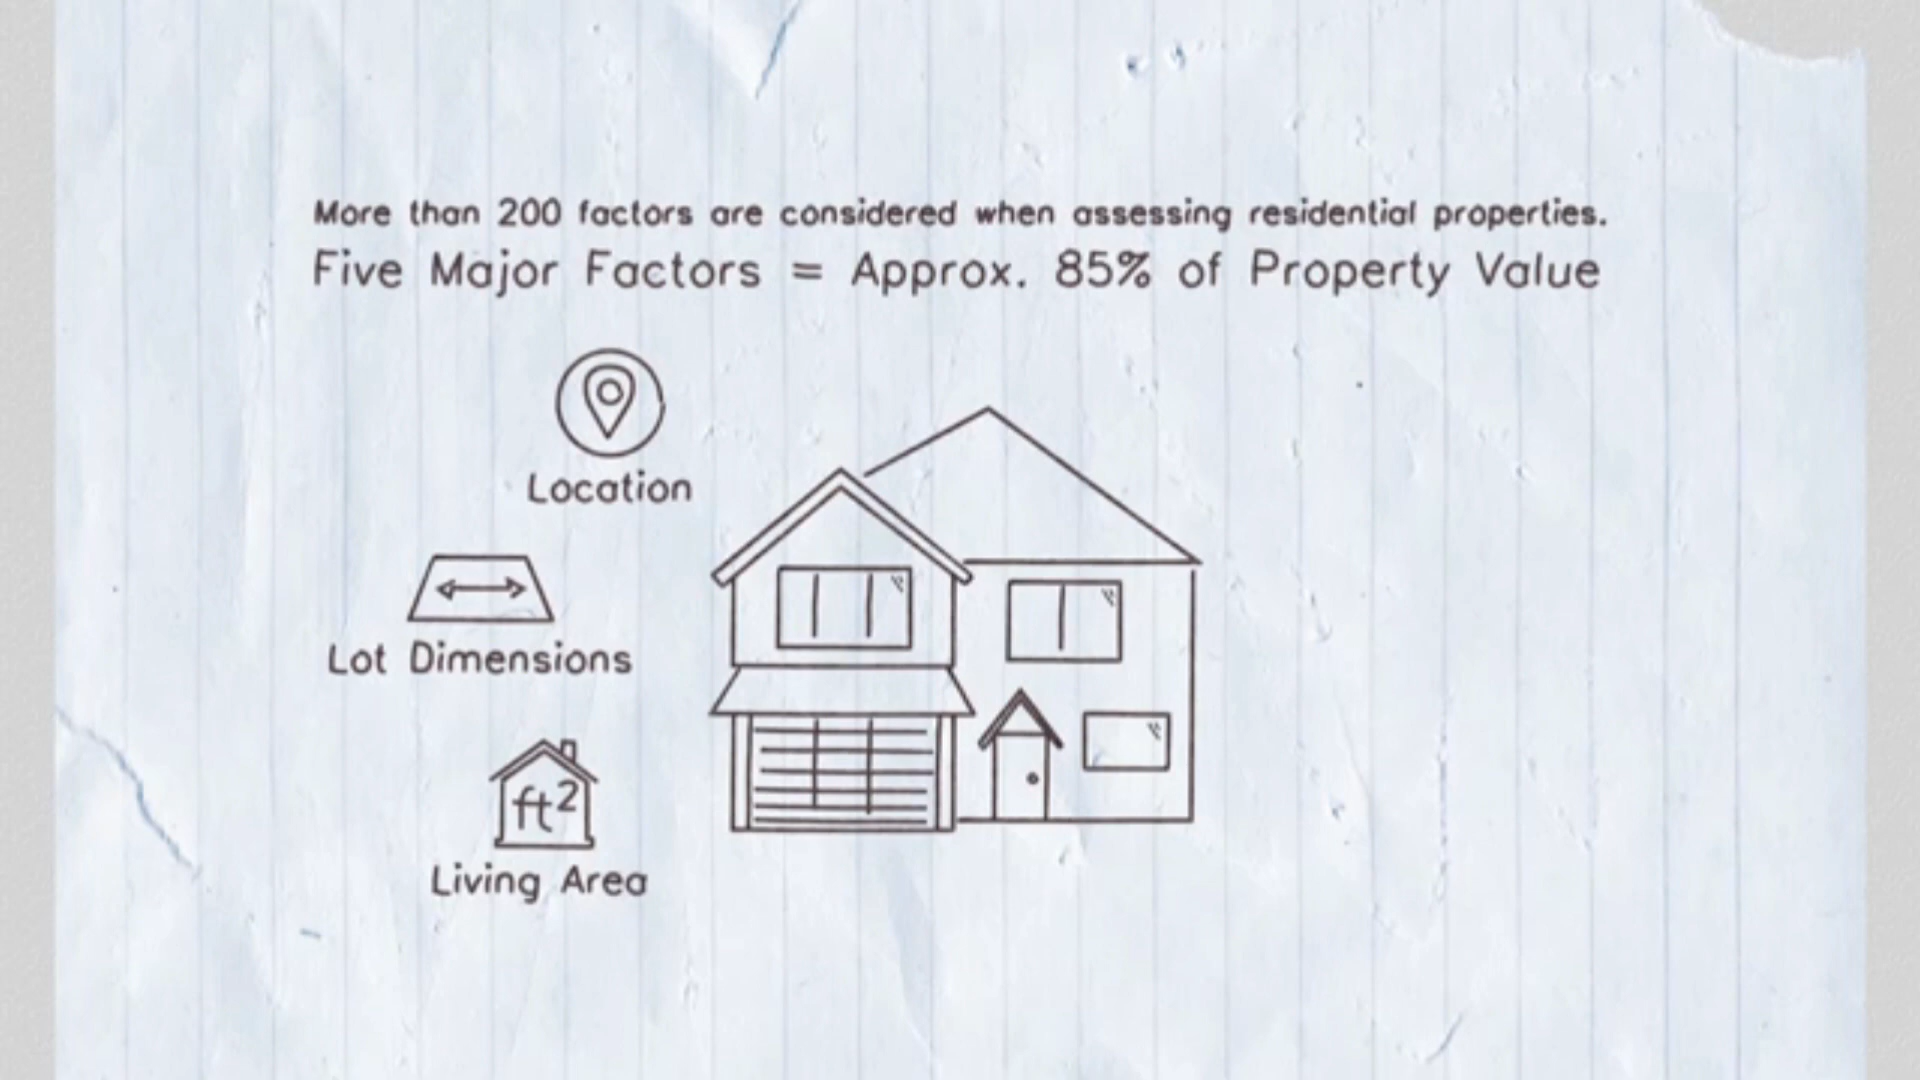 More than 200 factors are considered when assessing residential properties.
Five Major Factors = Approx. 85% of Property Value
Location
Lot Dimensions
ft²
Living Area